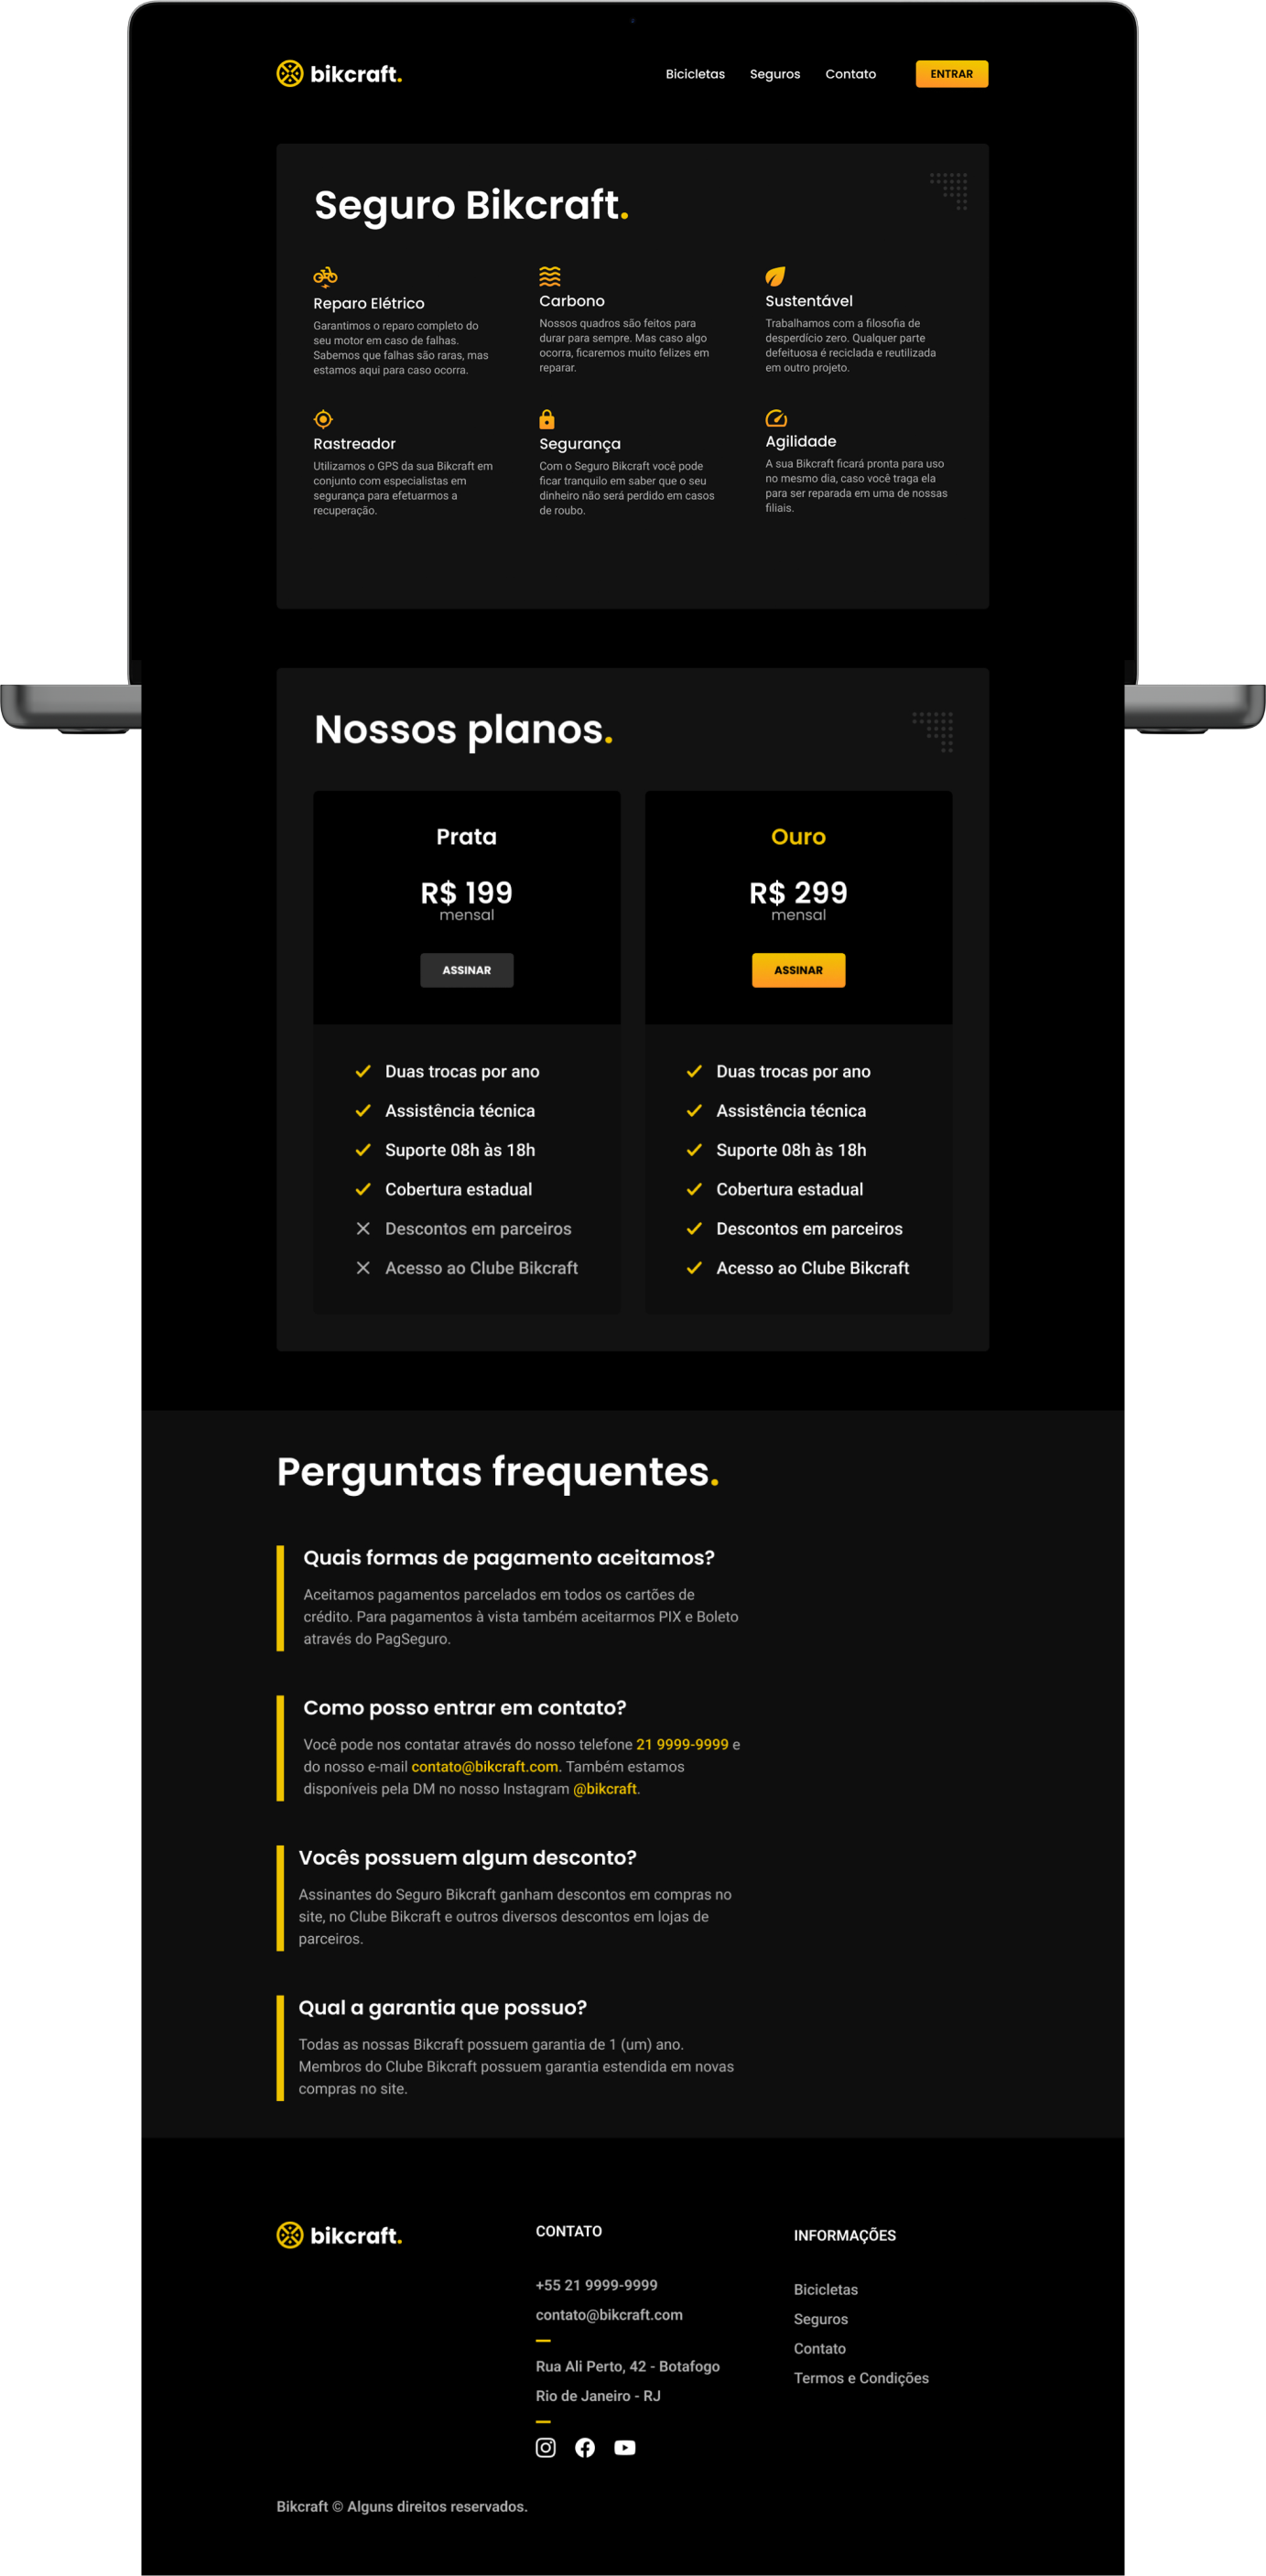 bikcraft.
Bicicletas Seguros Contato ENTRAR
Seguro Bikcraft.
Reparo Elétrico
Garantimos o reparo completo do
seu motor em caso de falhas.
Sabemos que falhas são raras, mas
estamos aqui para caso ocorra.
Carbono
Nossos quadros são feitos para
durar para sempre. Mas caso algo
ocorra, ficaremos muito felizes em
reparar.
Sustentável
Trabalhamos com a filosofia de
desperdício zero. Qualquer parte
defeituosa é reciclada e reutilizada
em outro projeto.
Rastreador
Utilizamos o GPS da sua Bikcraft em
conjunto com especialistas em
segurança para efetuarmos a
recuperação.
Segurança
Com o Seguro Bikcraft você pode
ficar tranquilo em saber que o seu
dinheiro não será perdido em casos
de roubo.
Agilidade
A sua Bikcraft ficará pronta para uso
no mesmo dia, caso você traga ela
para ser reparada em uma de nossas
filiais.
Nossos planos.
Prata
R$ 199
mensal
ASSINAR
Duas trocas por ano
Assistência técnica
Suporte 08h às 18h
Cobertura estadual
Descontos em parceiros
Acesso ao Clube Bikcraft
Ouro
R$ 299
mensal
ASSINAR
Duas trocas por ano
Assistência técnica
Suporte 08h às 18h
Cobertura estadual
Descontos em parceiros
Acesso ao Clube Bikcraft
Perguntas frequentes.
Quais formas de pagamento aceitamos?
Aceitamos pagamentos parcelados em todos os cartões de
crédito. Para pagamentos à vista também aceitarmos PIX e Boleto
através do PagSeguro.
Como posso entrar em contato?
Você pode nos contatar através do nosso telefone 21 9999-9999 e
do nosso e-mail contato@bikcraft.com. Também estamos
disponíveis pela DM no nosso Instagram @bikcraft.
Vocês possuem algum desconto?
Assinantes do Seguro Bikcraft ganham descontos em compras no
site, no Clube Bikcraft e outros diversos descontos em lojas de
parceiros.
Qual a garantia que possuo?
Todas as nossas Bikcraft possuem garantia de 1 (um) ano.
Membros do Clube Bikcraft possuem garantia estendida em novas
compras no site.
bikcraft.
CONTATO
+55 21 9999-9999
contato@bikcraft.com
Rua Ali Perto, 42 - Botafogo
Rio de Janeiro - RJ
INFORMAÇÕES
Bicicletas
Seguros
Contato
Termos e Condições
Bikcraft © Alguns direitos reservados.